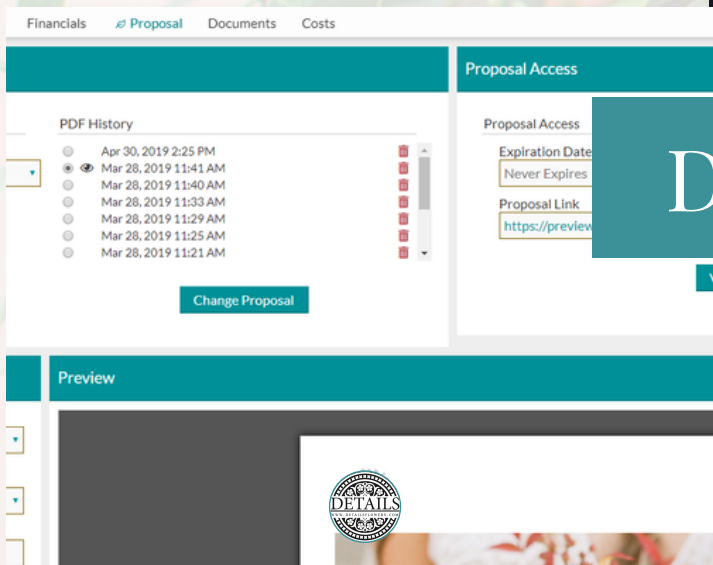 Financials Proposal Documents Costs
Proposal Access
PDF History
Apr 30, 2019 2:25 PM
Mar 28, 2019 11:41 AM
Mar 28, 2019 11:40 AM
Mar 28, 2019 11:33 AM
Mar 28, 2019 11:29 AM
Mar 28, 2019 11:25 AM
Mar 28, 2019 11:21 AM
Change Proposal
Proposal Access
Expiration Date
Never Expires
Proposal Link
https://preview
D
Preview
DETAILS
WWW.DETAILSFLOWERS.COM